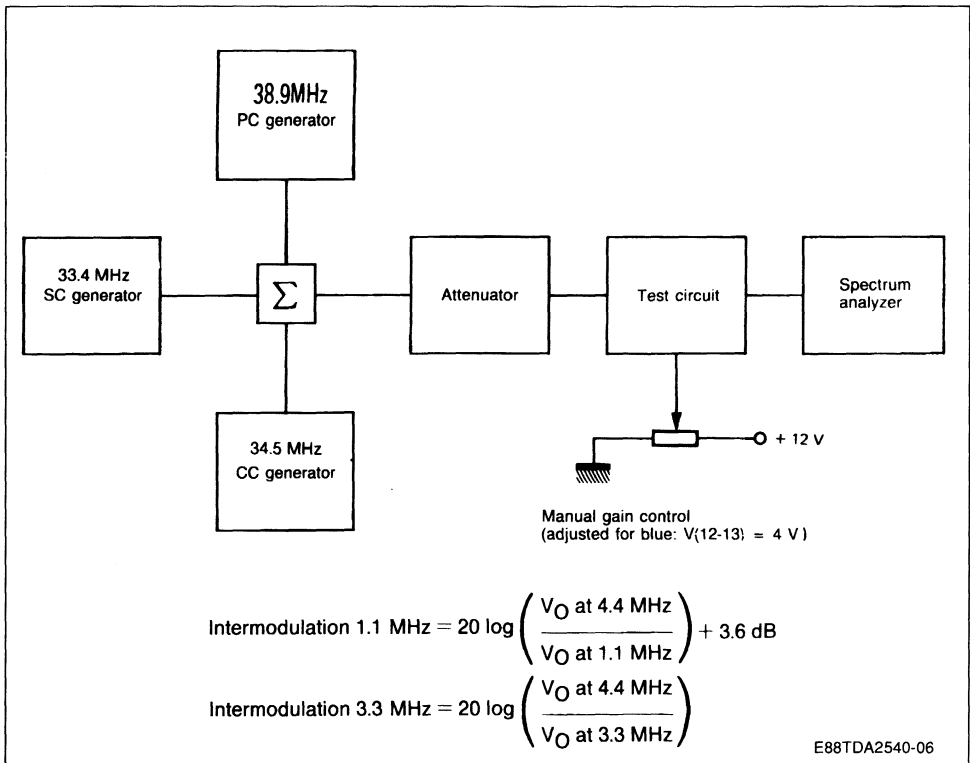 38.9MHz
PC generator
33.4 MHz
SC generator
Σ
Attenuator
Test circuit
Spectrum
analyzer
34.5 MHz
CC generator
+ 12 V
Manual gain control
(adjusted for blue: V(12-13) = 4 V)
Intermodulation 1.1 MHz = 20 log ( VO at 4.4 MHz / VO at 1.1 MHz ) + 3.6 dB
Intermodulation 3.3 MHz = 20 log ( VO at 4.4 MHz / VO at 3.3 MHz )
E88TDA2540-06